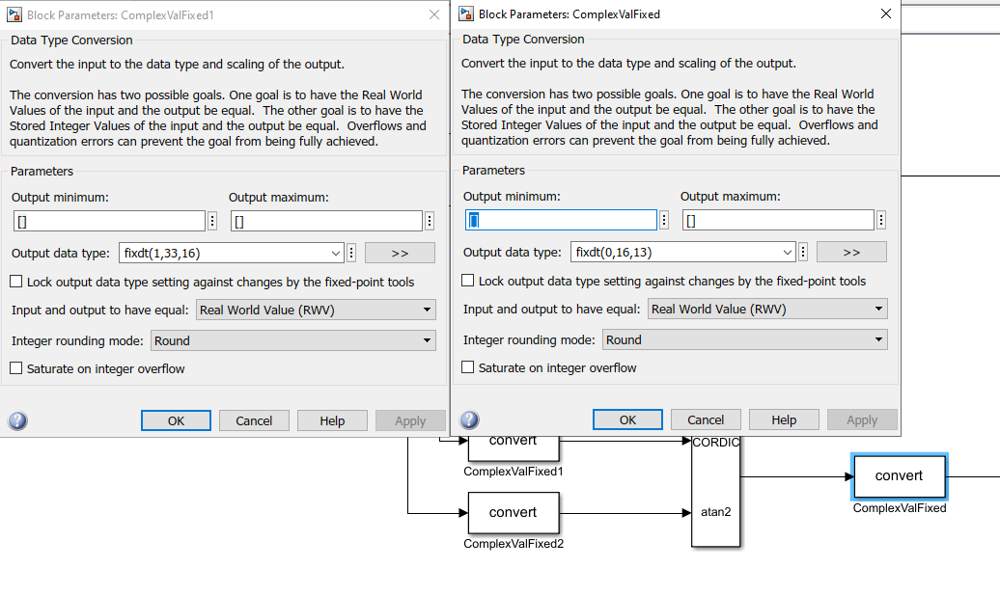 Block Parameters: ComplexValFixed1
Data Type Conversion
Convert the input to the data type and scaling of the output.
The conversion has two possible goals. One goal is to have the Real World
Values of the input and the output be equal.  The other goal is to have the
Stored Integer Values of the input and the output be equal.  Overflows and
quantization errors can prevent the goal from being fully achieved.
Parameters
Output minimum:
Output maximum:
[]
[]
Output data type:
fixdt(1,33,16)
>>
Lock output data type setting against changes by the fixed-point tools
Input and output to have equal:
Real World Value (RWV)
Integer rounding mode:
Round
Saturate on integer overflow
?
OK
Cancel
Help
Apply
Block Parameters: ComplexValFixed
Data Type Conversion
Convert the input to the data type and scaling of the output.
The conversion has two possible goals. One goal is to have the Real World
Values of the input and the output be equal.  The other goal is to have the
Stored Integer Values of the input and the output be equal.  Overflows and
quantization errors can prevent the goal from being fully achieved.
Parameters
Output minimum:
Output maximum:
[]
[]
Output data type:
fixdt(0,16,13)
>>
Lock output data type setting against changes by the fixed-point tools
Input and output to have equal:
Real World Value (RWV)
Integer rounding mode:
Round
Saturate on integer overflow
?
OK
Cancel
Help
Apply
convert
ComplexValFixed1
convert
ComplexValFixed2
CORDIC
atan2
convert
ComplexValFixed